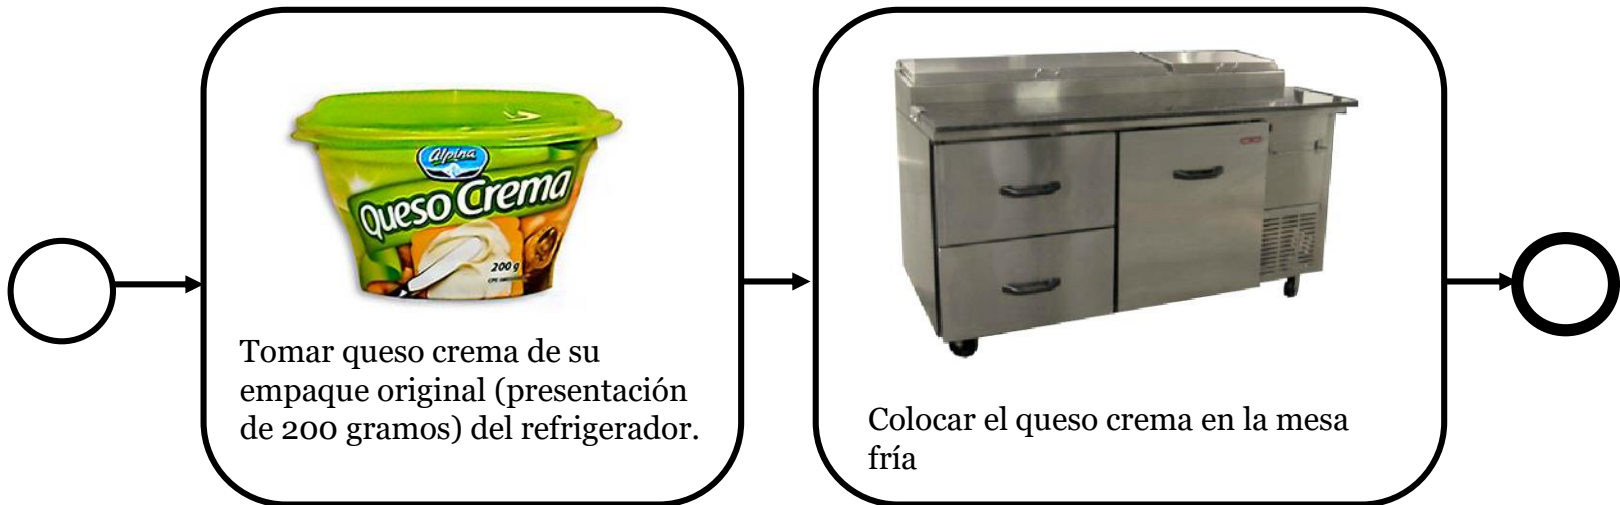 Alpina
Queso Crema
200 g
Tomar queso crema de su
empaque original (presentación
de 200 gramos) del refrigerador.
Colocar el queso crema en la mesa
fría